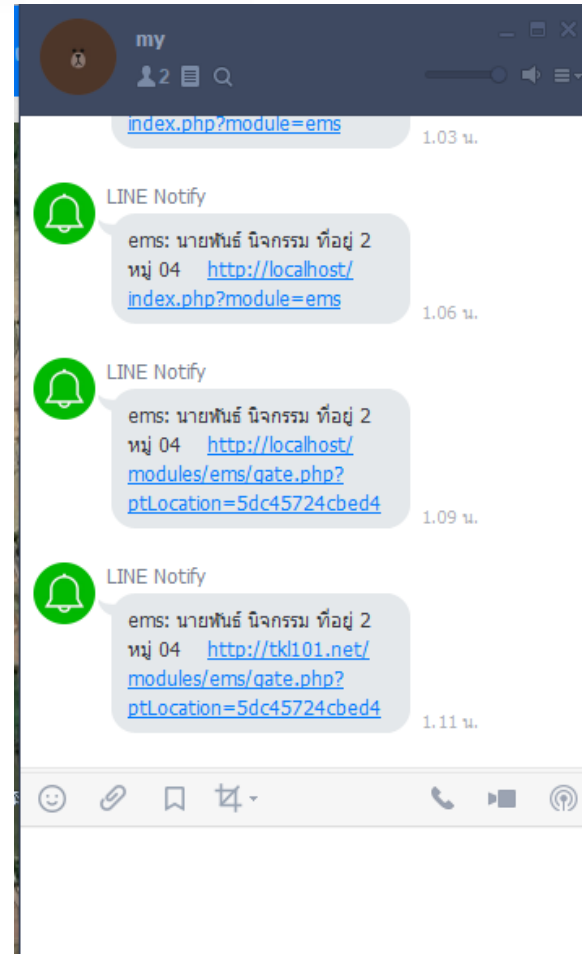 my
2
index.php?module=ems
1.03 น.
LINE Notify
ems: นายพันธ์ นิจกรรม ที่อยู่ 2
หมู่ 04 http://localhost/
index.php?module=ems
1.06 น.
LINE Notify
ems: นายพันธ์ นิจกรรม ที่อยู่ 2
หมู่ 04 http://localhost/
modules/ems/gate.php?
ptLocation=5dc45724cbed4
1.09 น.
LINE Notify
ems: นายพันธ์ นิจกรรม ที่อยู่ 2
หมู่ 04 http://tkl101.net/
modules/ems/gate.php?
ptLocation=5dc45724cbed4
1.11 น.